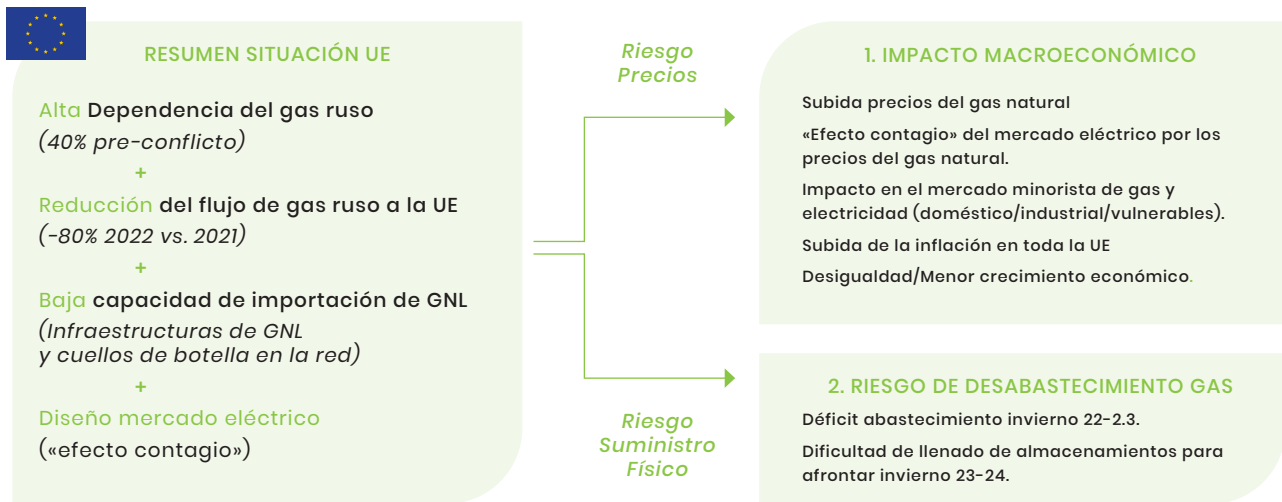 RESUMEN SITUACIÓN UE
Alta Dependencia del gas ruso
(40% pre-conflicto)
+
Reducción del flujo de gas ruso a la UE
(-80% 2022 vs. 2021)
+
Baja capacidad de importación de GNL
(Infraestructuras de GNL
y cuellos de botella en la red)
+
Diseño mercado eléctrico
(«efecto contagio»)
Riesgo
Precios
Riesgo
Suministro
Físico
1. IMPACTO MACROECONÓMICO
Subida precios del gas natural
«Efecto contagio» del mercado eléctrico por los
precios del gas natural.
Impacto en el mercado minorista de gas y
electricidad (doméstico/industrial/vulnerables).
Subida de la inflación en toda la UE
Desigualdad/Menor crecimiento económico.
2. RIESGO DE DESABASTECIMIENTO GAS
Déficit abastecimiento invierno 22-2.3.
Dificultad de llenado de almacenamientos para
afrontar invierno 23-24.